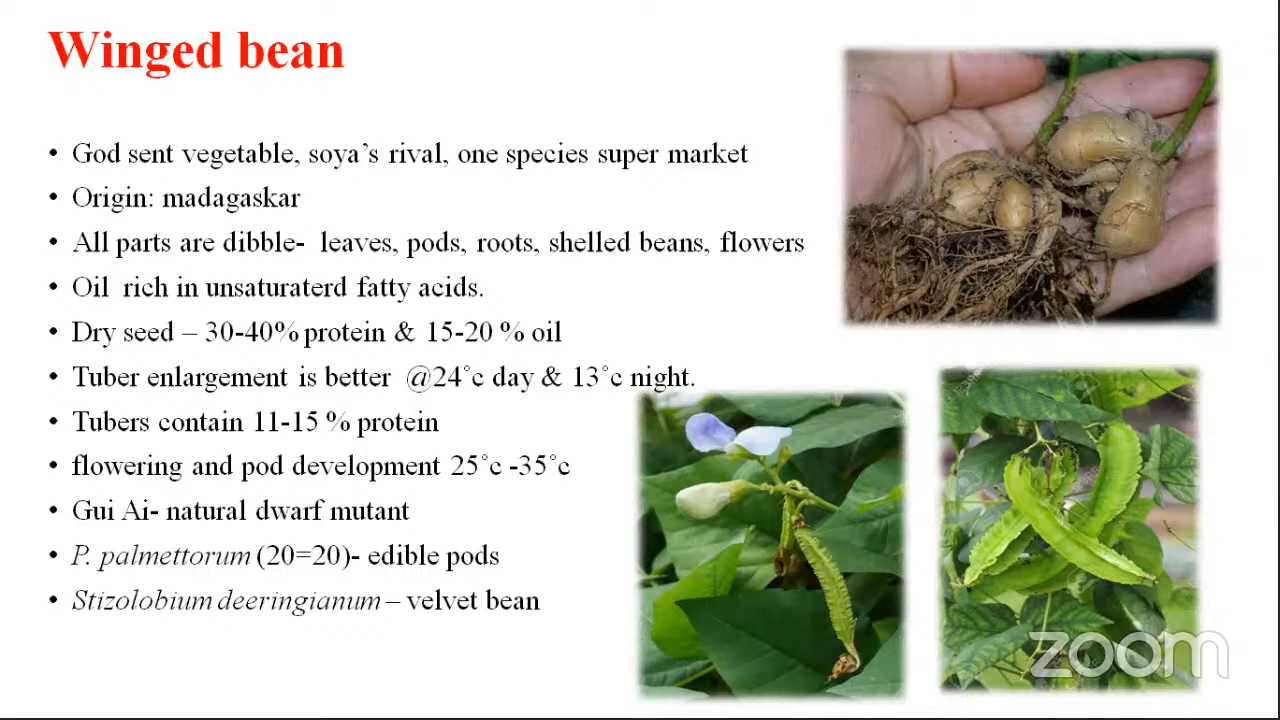 Winged bean
• God sent vegetable, soya's rival, one species super market
• Origin: madagaskar
• All parts are dibble- leaves, pods, roots, shelled beans, flowers
• Oil rich in unsaturaterd fatty acids.
• Dry seed – 30-40% protein & 15-20 % oil
• Tuber enlargement is better @24˚c day & 13˚c night.
• Tubers contain 11-15 % protein
• flowering and pod development 25˚c -35˚c
• Gui Ai- natural dwarf mutant
• P. palmettorum (20=20)- edible pods
• Stizolobium deeringianum – velvet bean
zoom